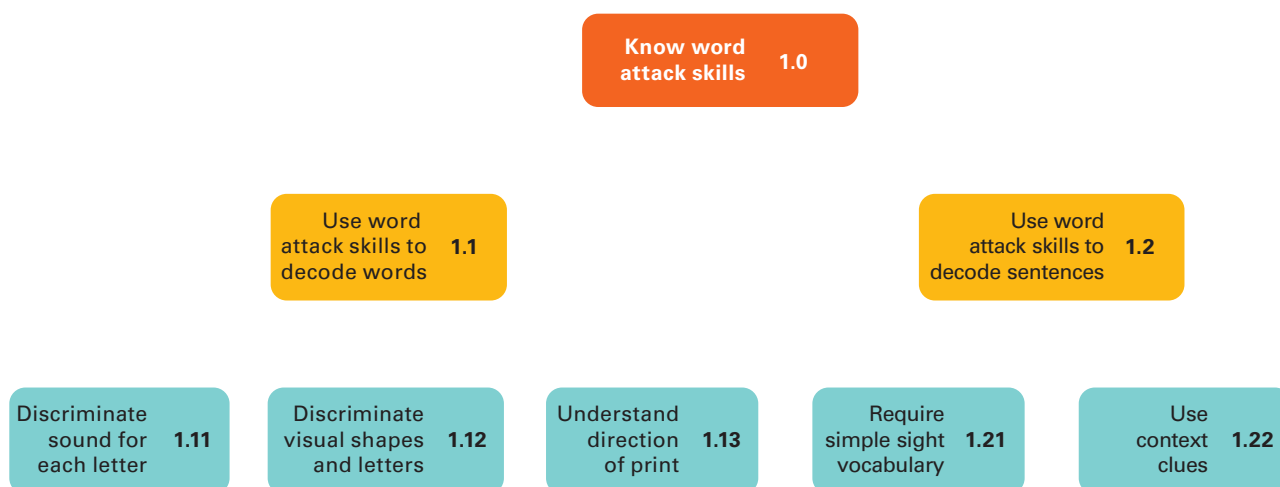 Know word
attack skills 1.0
Use word
attack skills to 1.1
decode words
Use word
attack skills to 1.2
decode sentences
Discriminate
sound for 1.11
each letter
Discriminate
visual shapes 1.12
and letters
Understand
direction 1.13
of print
Require
simple sight 1.21
vocabulary
Use
context 1.22
clues